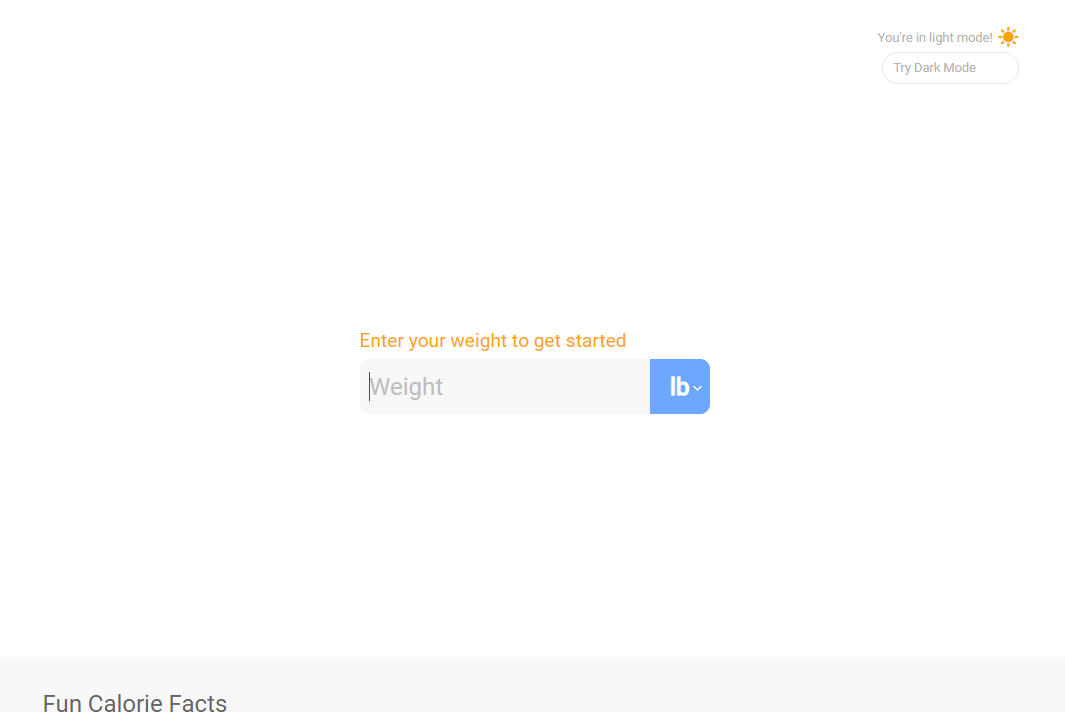 You're in light mode!
Try Dark Mode
Enter your weight to get started
Weight
lb
Fun Calorie Facts